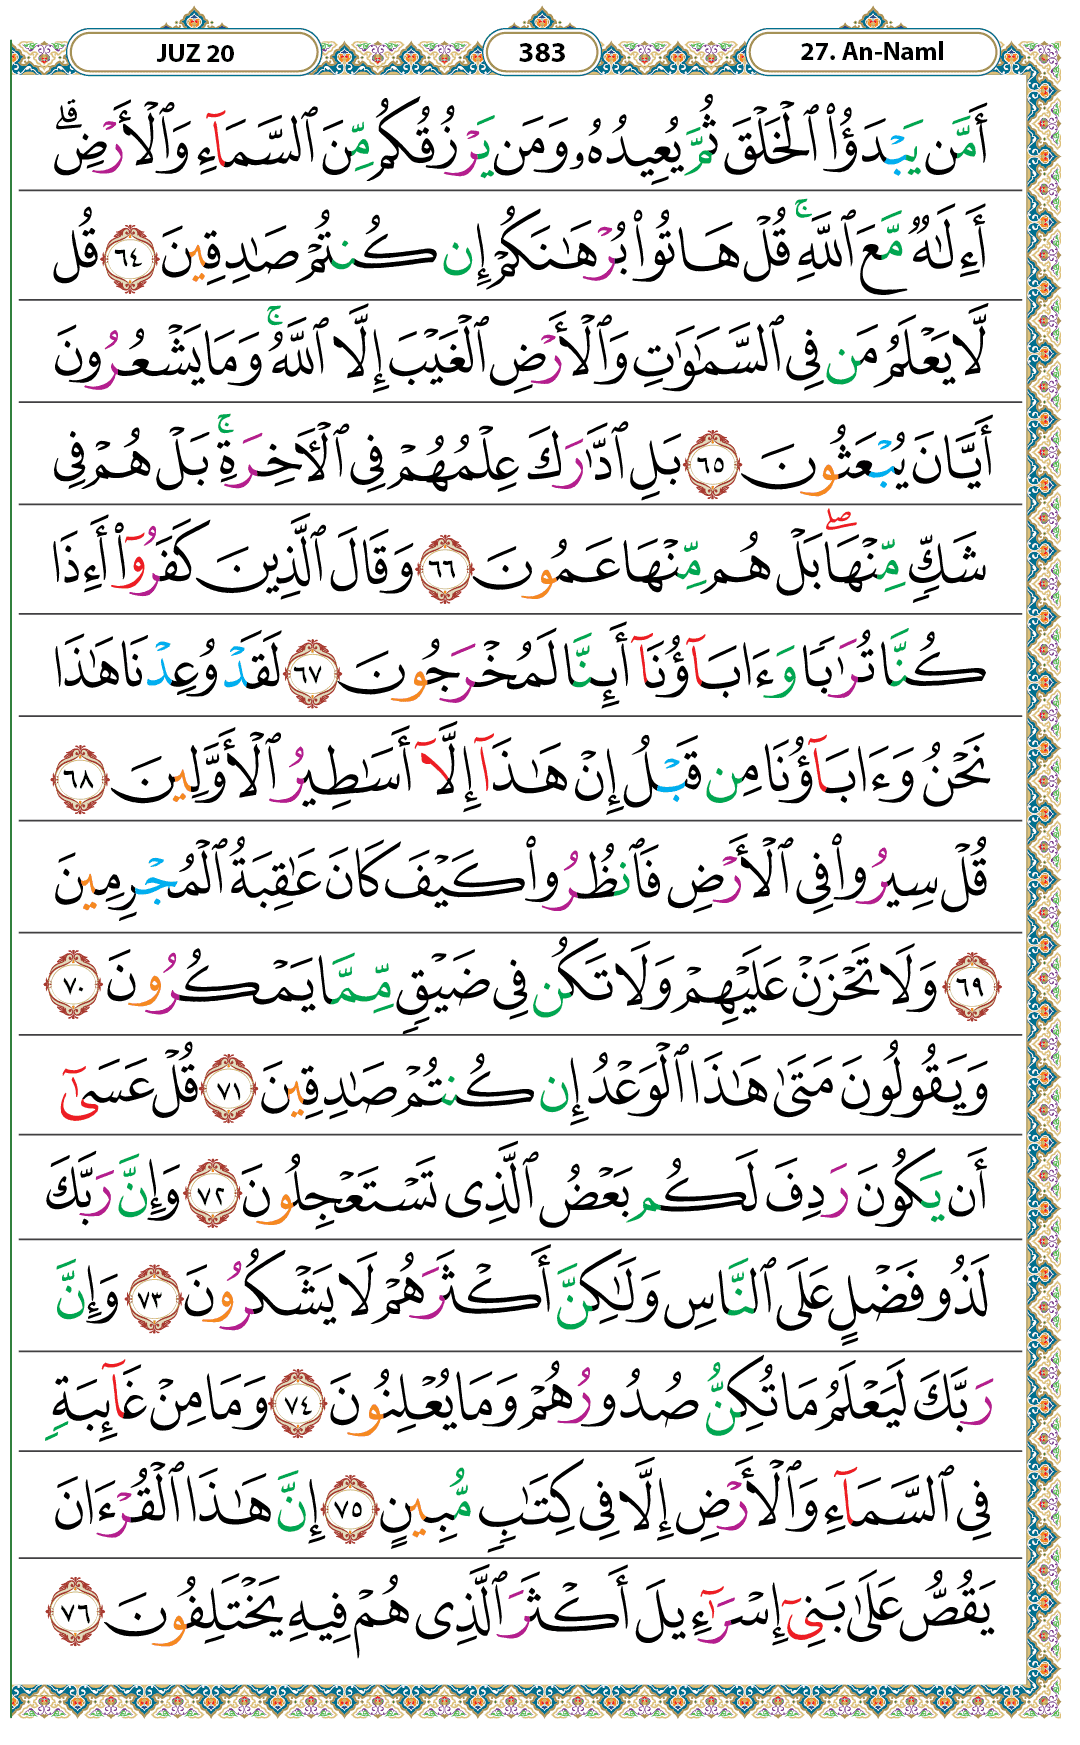 JUZ 20 383 27. An-Naml
أَمَّن يَبْدَؤُا۟ ٱلْخَلْقَ ثُمَّ يُعِيدُهُۥ وَمَن يَرْزُقُكُم مِّنَ ٱلسَّمَآءِ وَٱلْأَرْضِ ۗ
أَءِلَٰهٌ مَّعَ ٱللَّهِ ۚ قُلْ هَاتُوا۟ بُرْهَٰنَكُمْ إِن كُنتُمْ صَٰدِقِينَ ٦٤ قُل
لَّا يَعْلَمُ مَن فِى ٱلسَّمَٰوَٰتِ وَٱلْأَرْضِ ٱلْغَيْبَ إِلَّا ٱللَّهُ ۚ وَمَا يَشْعُرُونَ
أَيَّانَ يُبْعَثُونَ ٦٥ بَلِ ٱدَّٰرَكَ عِلْمُهُمْ فِى ٱلْـَٔاخِرَةِ ۚ بَلْ هُمْ فِى
شَكٍّ مِّنْهَا ۖ بَلْ هُم مِّنْهَا عَمُونَ ٦٦ وَقَالَ ٱلَّذِينَ كَفَرُوٓا۟ أَءِذَا
كُنَّا تُرَٰبًا وَءَابَآؤُنَآ أَئِنَّا لَمُخْرَجُونَ ٦٧ لَقَدْ وُعِدْنَا هَٰذَا
نَحْنُ وَءَابَآؤُنَا مِن قَبْلُ إِنْ هَٰذَآ إِلَّآ أَسَٰطِيرُ ٱلْأَوَّلِينَ ٦٨
قُلْ سِيرُوا۟ فِى ٱلْأَرْضِ فَٱنظُرُوا۟ كَيْفَ كَانَ عَٰقِبَةُ ٱلْمُجْرِمِينَ
٦٩ وَلَا تَحْزَنْ عَلَيْهِمْ وَلَا تَكُن فِى ضَيْقٍ مِّمَّا يَمْكُرُونَ ٧٠
وَيَقُولُونَ مَتَىٰ هَٰذَا ٱلْوَعْدُ إِن كُنتُمْ صَٰدِقِينَ ٧١ قُلْ عَسَىٰٓ
أَن يَكُونَ رَدِفَ لَكُم بَعْضُ ٱلَّذِى تَسْتَعْجِلُونَ ٧٢ وَإِنَّ رَبَّكَ
لَذُو فَضْلٍ عَلَى ٱلنَّاسِ وَلَٰكِنَّ أَكْثَرَهُمْ لَا يَشْكُرُونَ ٧٣ وَإِنَّ
رَبَّكَ لَيَعْلَمُ مَا تُكِنُّ صُدُورُهُمْ وَمَا يُعْلِنُونَ ٧٤ وَمَا مِنْ غَآئِبَةٍ
فِى ٱلسَّمَآءِ وَٱلْأَرْضِ إِلَّا فِى كِتَٰبٍ مُّبِينٍ ٧٥ إِنَّ هَٰذَا ٱلْقُرْءَانَ
يَقُصُّ عَلَىٰ بَنِىٓ إِسْرَٰٓءِيلَ أَكْثَرَ ٱلَّذِى هُمْ فِيهِ يَخْتَلِفُونَ ٧٦